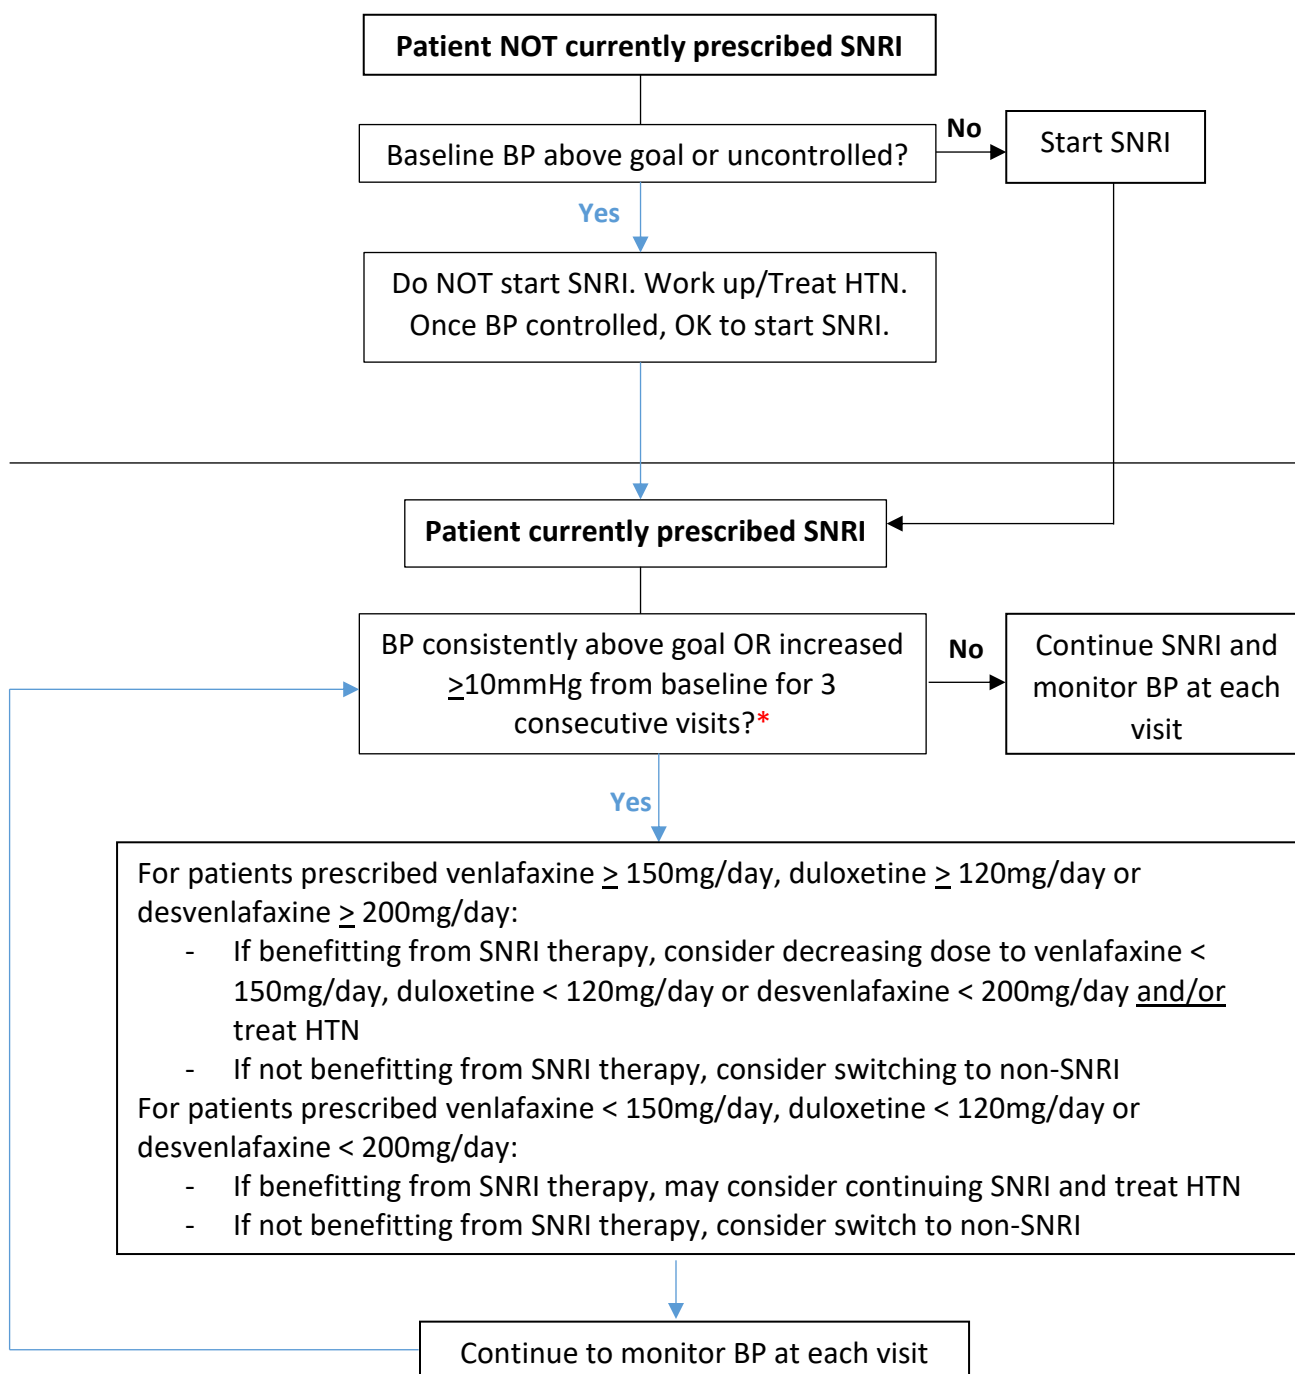 Patient NOT currently prescribed SNRI
Baseline BP above goal or uncontrolled?
No
Start SNRI
Yes
Do NOT start SNRI. Work up/Treat HTN.
Once BP controlled, OK to start SNRI.
Patient currently prescribed SNRI
BP consistently above goal OR increased
≥10mmHg from baseline for 3
consecutive visits?*
No
Continue SNRI and
monitor BP at each
visit
Yes
For patients prescribed venlafaxine ≥ 150mg/day, duloxetine ≥ 120mg/day or
desvenlafaxine ≥ 200mg/day:
- If benefitting from SNRI therapy, consider decreasing dose to venlafaxine <
150mg/day, duloxetine < 120mg/day or desvenlafaxine < 200mg/day and/or
treat HTN
- If not benefitting from SNRI therapy, consider switching to non-SNRI
For patients prescribed venlafaxine < 150mg/day, duloxetine < 120mg/day or
desvenlafaxine < 200mg/day:
- If benefitting from SNRI therapy, may consider continuing SNRI and treat HTN
- If not benefitting from SNRI therapy, consider switch to non-SNRI
Continue to monitor BP at each visit